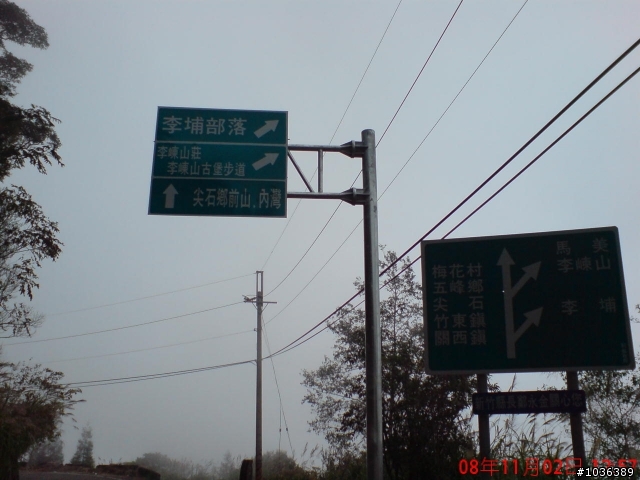 李埔部落
李崠山莊
李崠山古堡步道
尖石鄉前山.內灣
馬 美
李崠山
李 埔
梅花村
五峰鄉
尖 石
竹東鎮
關西鎮
08年11月02日
#1036389